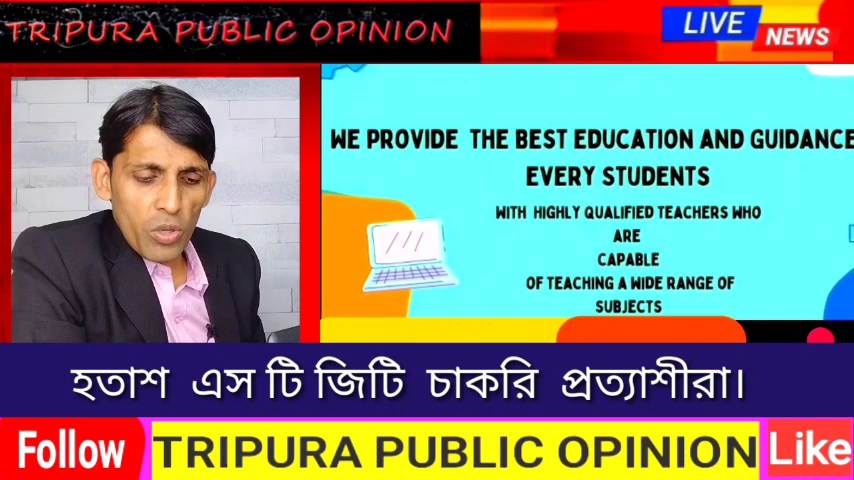 TRIPURA PUBLIC OPINION
LIVE
NEWS
WE PROVIDE THE BEST EDUCATION AND GUIDANCE
EVERY STUDENTS
WITH HIGHLY QUALIFIED TEACHERS WHO
ARE
CAPABLE
OF TEACHING A WIDE RANGE OF
SUBJECTS
হতাশ এস টি জিটি চাকরি প্রত্যাশীরা।
Follow TRIPURA PUBLIC OPINION Like